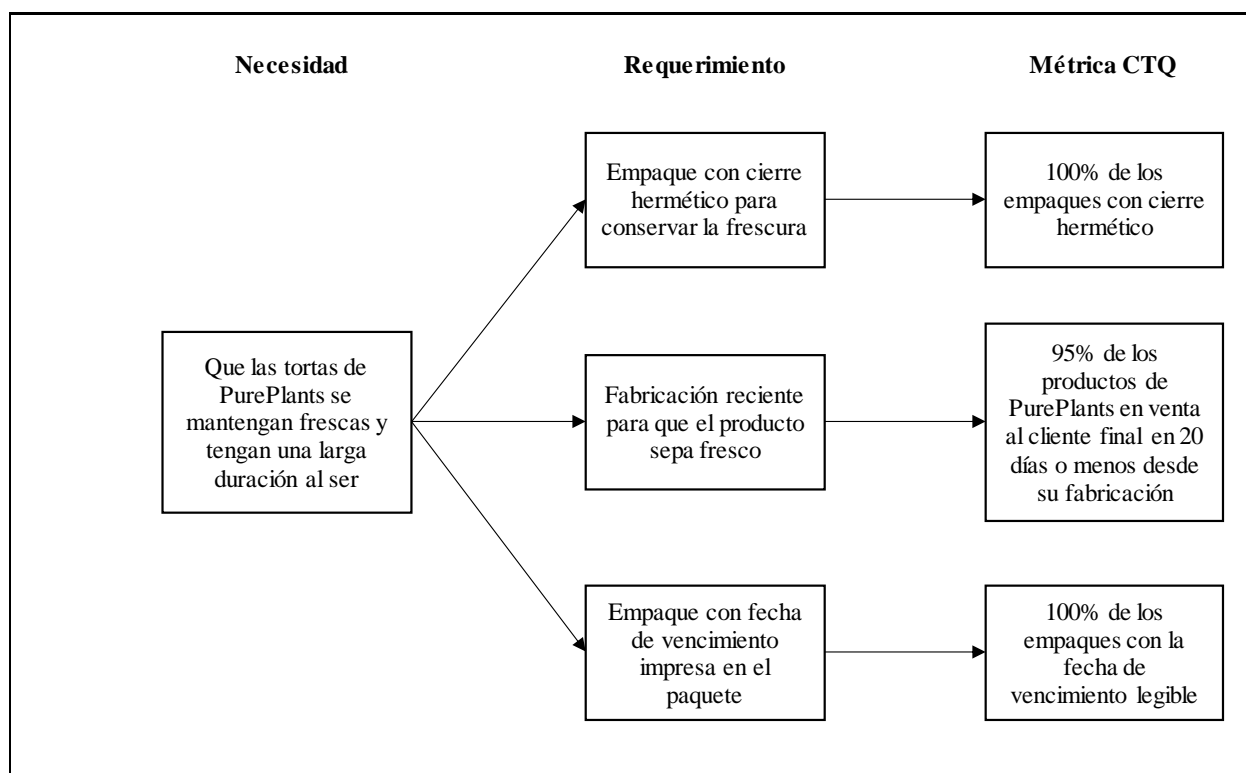 Necesidad
Requerimiento
Métrica CTQ
Empaque con cierre
hermético para
conservar la frescura
100% de los
empaques con cierre
hermético
Que las tortas de
PurePlants se
mantengan frescas y
tengan una larga
duración al ser
Fabricación reciente
para que el producto
sepa fresco
95% de los
productos de
PurePlants en venta
al cliente final en 20
días o menos desde
su fabricación
Empaque con fecha
de vencimiento
impresa en el
paquete
100% de los
empaques con la
fecha de
vencimiento legible